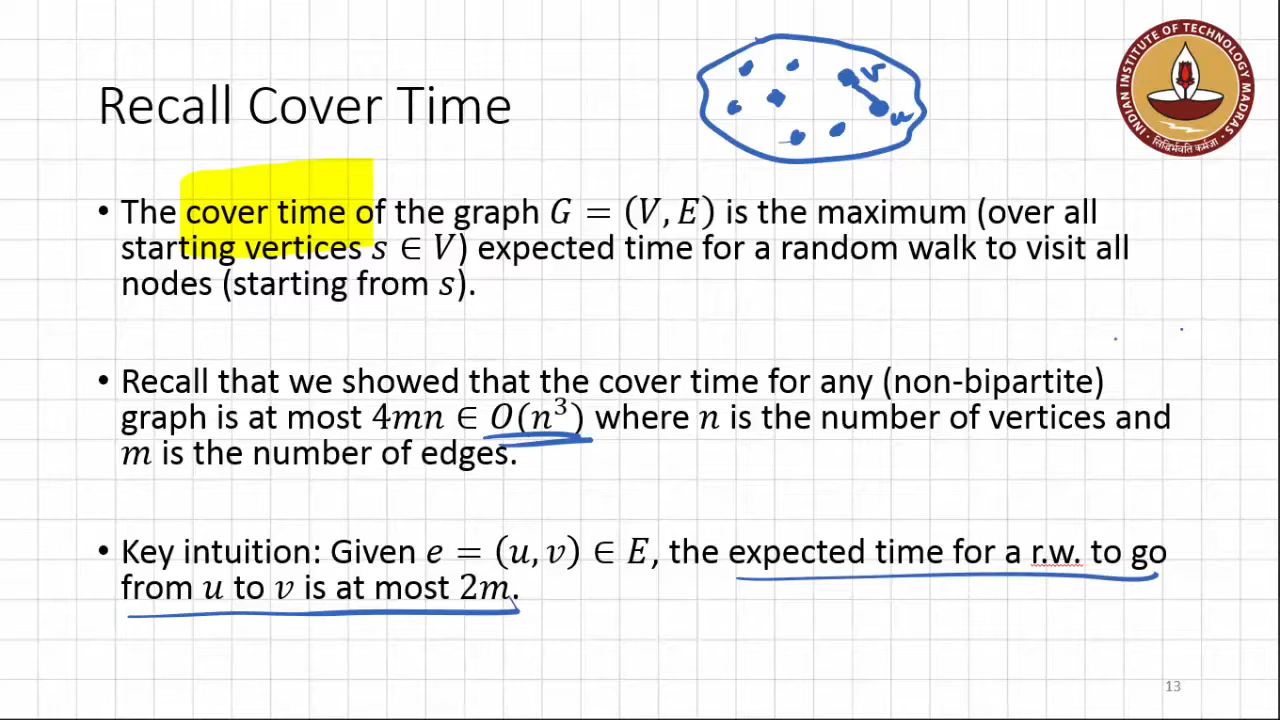 INDIAN INSTITUTE OF TECHNOLOGY MADRAS
सिद्धिर्भवति कर्मजा
v
u
Recall Cover Time
• The cover time of the graph G = (V, E) is the maximum (over all
starting vertices s ∈ V) expected time for a random walk to visit all
nodes (starting from s).
• Recall that we showed that the cover time for any (non-bipartite)
graph is at most 4mn ∈ O(n³) where n is the number of vertices and
m is the number of edges.
• Key intuition: Given e = (u, v) ∈ E, the expected time for a r.w. to go
from u to v is at most 2m.
13